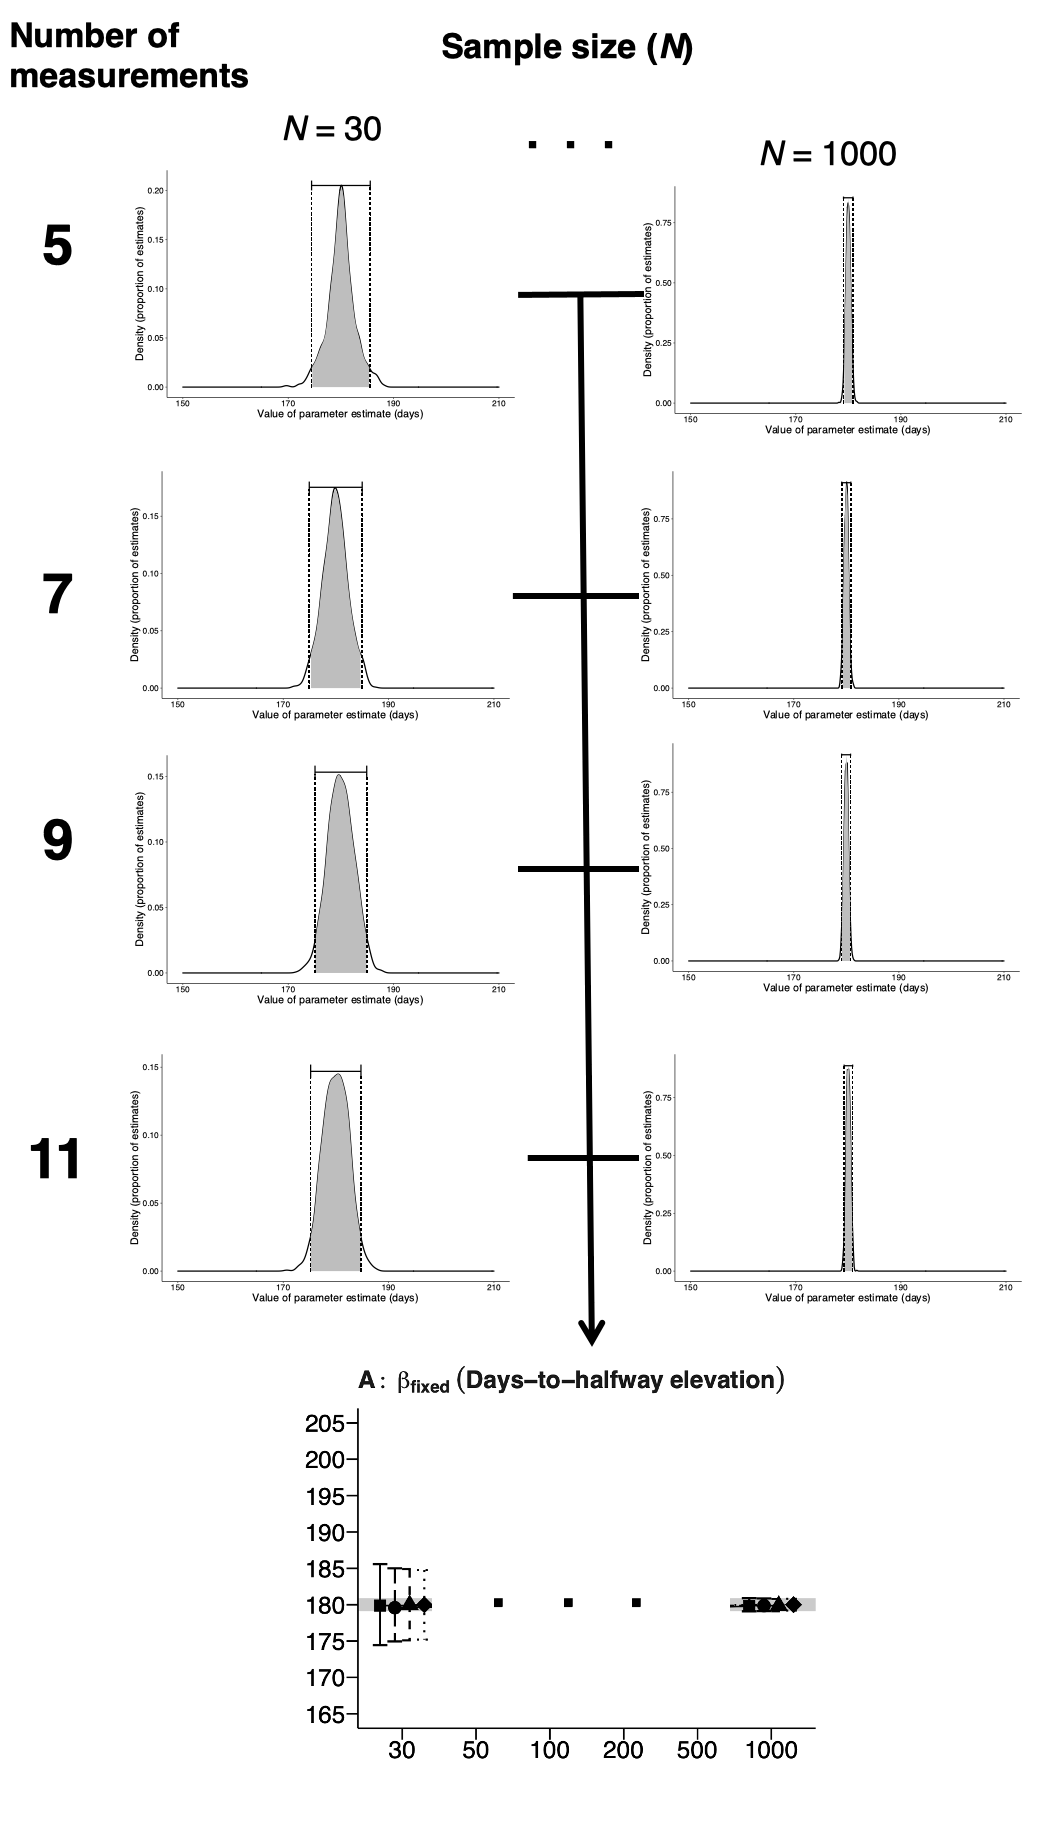 Number of
measurements
Sample size (N)
N = 30
. . .
N = 1000
5
Density (proportion of estimates)
0.20
0.15
0.10
0.05
0.00
150 170 190 210
Value of parameter estimate (days)
Density (proportion of estimates)
0.75
0.50
0.25
0.00
150 170 190 210
Value of parameter estimate (days)
7
Density (proportion of estimates)
0.15
0.10
0.05
0.00
150 170 190 210
Value of parameter estimate (days)
Density (proportion of estimates)
0.75
0.50
0.25
0.00
150 170 190 210
Value of parameter estimate (days)
9
Density (proportion of estimates)
0.15
0.10
0.05
0.00
150 170 190 210
Value of parameter estimate (days)
Density (proportion of estimates)
0.75
0.50
0.25
0.00
150 170 190 210
Value of parameter estimate (days)
11
Density (proportion of estimates)
0.15
0.10
0.05
0.00
150 170 190 210
Value of parameter estimate (days)
Density (proportion of estimates)
0.75
0.50
0.25
0.00
150 170 190 210
Value of parameter estimate (days)
A: βfixed (Days−to−halfway elevation)
205
200
195
190
185
180
175
170
165
30 50 100 200 500 1000